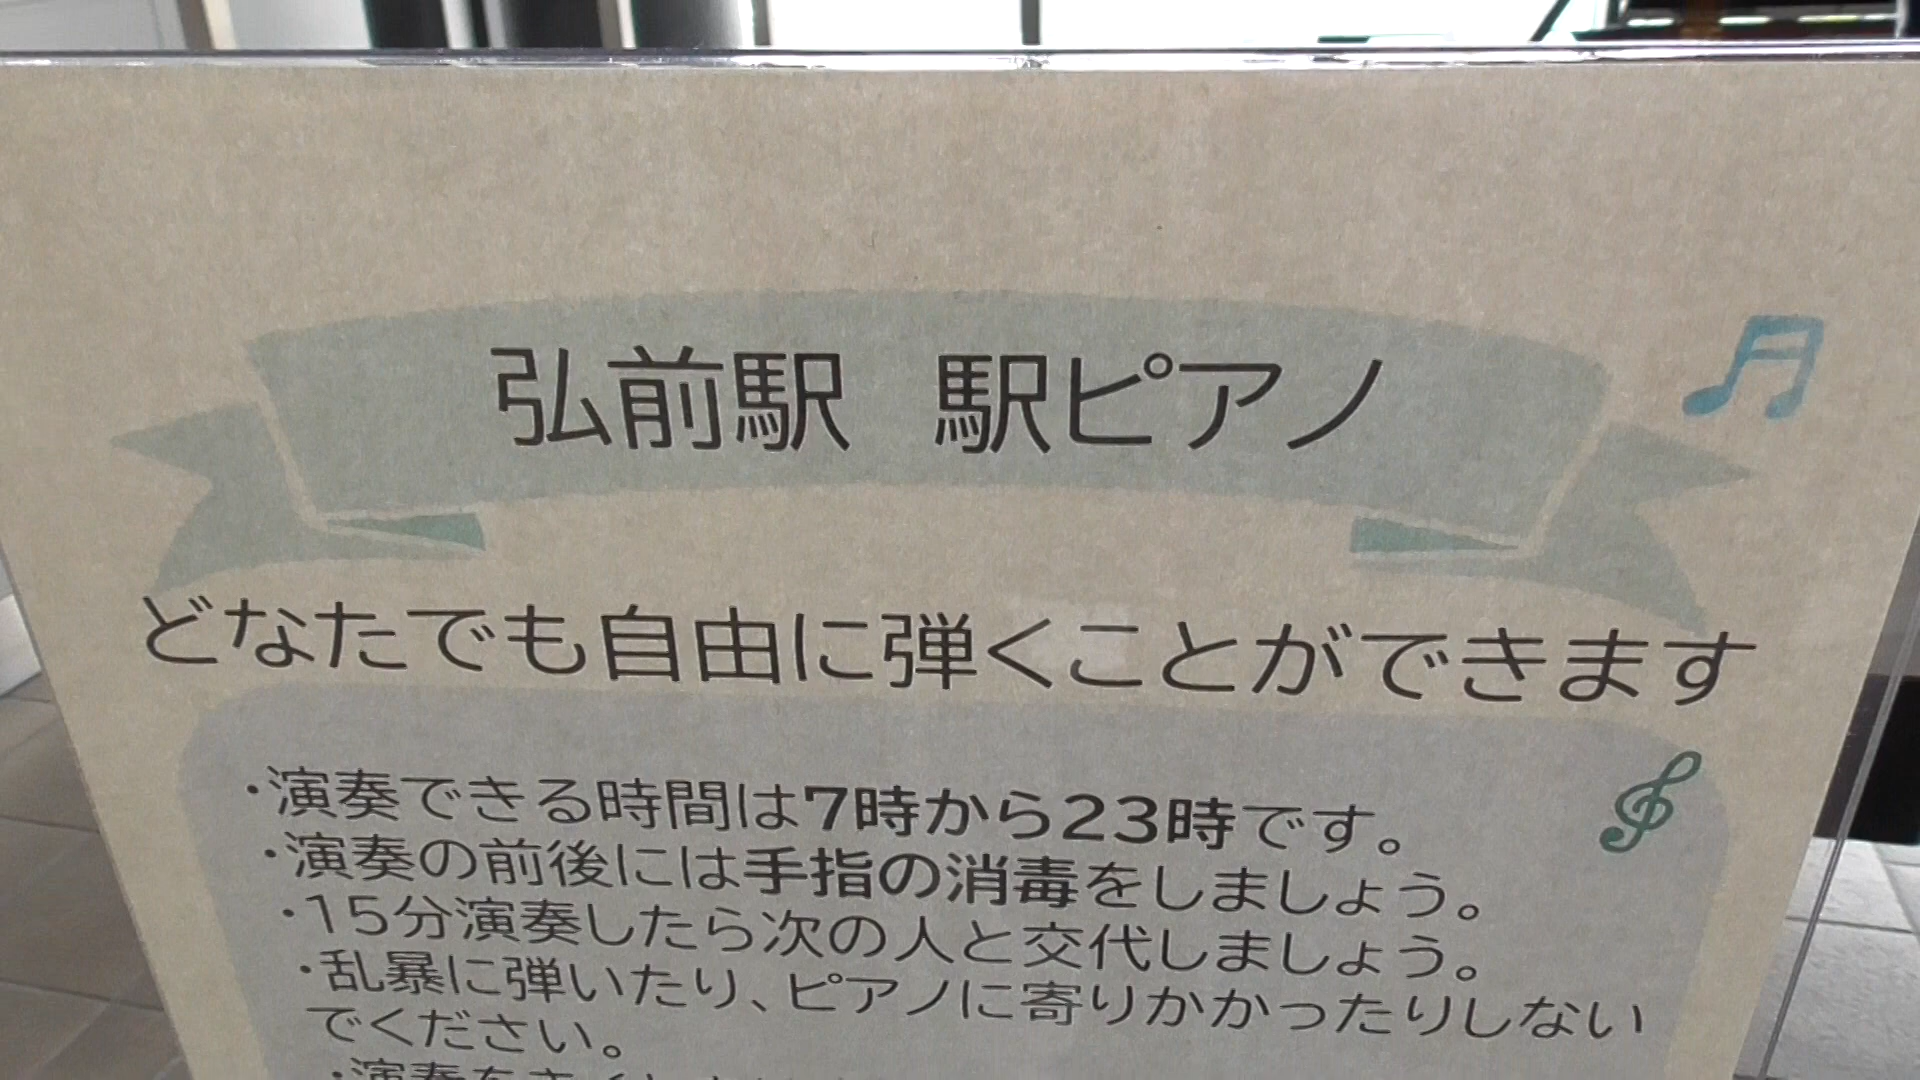 弘前駅　駅ピアノ
どなたでも自由に弾くことができます
・演奏できる時間は7時から23時です。
・演奏の前後には手指の消毒をしましょう。
・15分演奏したら次の人と交代しましょう。
・乱暴に弾いたり、ピアノに寄りかかったりしない
でください。
・演奏を